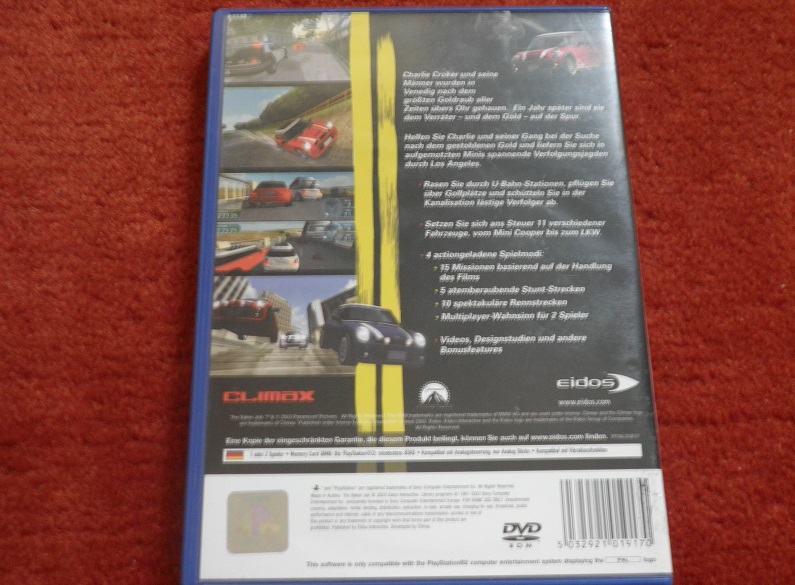 Charlie Croker und seine
Männer wurden in
Venedig nach dem
größten Goldraub aller
Zeiten übers Ohr gehauen. Ein Jahr später sind sie
dem Verräter – und dem Gold – auf der Spur.
Helfen Sie Charlie und seiner Gang bei der Suche
nach dem gestohlenen Gold und liefern Sie sich in
aufgemotzten Minis spannende Verfolgungsjagden
durch Los Angeles.
Rasen Sie durch U-Bahn-Stationen, pflügen Sie
über Golfplätze und schütteln Sie in der
Kanalisation lästige Verfolger ab.
Setzen Sie sich ans Steuer 11 verschiedener
Fahrzeuge, vom Mini Cooper bis zum LKW.
4 actiongeladene Spielmodi:
15 Missionen basierend auf der Handlung
des Films
5 atemberaubende Stunt-Strecken
10 spektakuläre Rennstrecken
Multiplayer-Wahnsinn für 2 Spieler
Videos, Designstudien und andere
Bonusfeatures
CLIMAX
eidos
www.eidos.com
Eine Kopie der eingeschränkten Garantie, die diesem Produkt beiliegt, können Sie auch auf www.eidos.com finden.
DVD
ROM
5 032921 019170
This software is only compatible with the PlayStation®2 computer entertainment system displaying the PAL logo